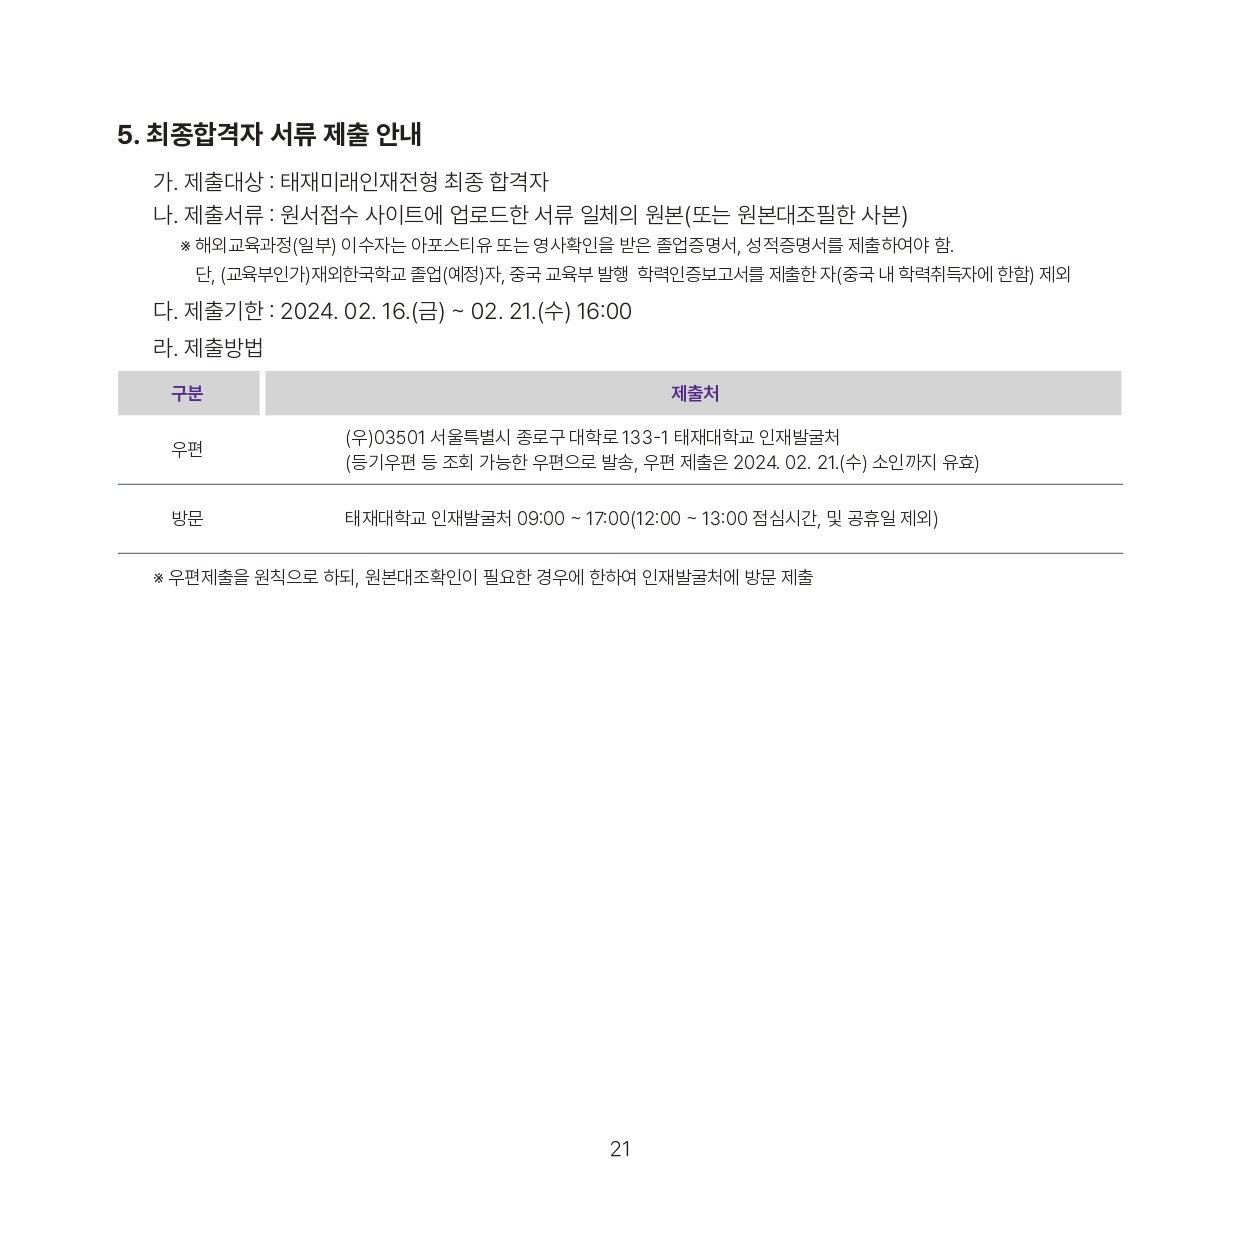 5. 최종합격자 서류 제출 안내
가. 제출대상 : 태재미래인재전형 최종 합격자
나. 제출서류 : 원서접수 사이트에 업로드한 서류 일체의 원본(또는 원본대조필한 사본)
※ 해외교육과정(일부) 이수자는 아포스티유 또는 영사확인을 받은 졸업증명서, 성적증명서를 제출하여야 함.
단, (교육부인가)재외한국학교 졸업(예정)자, 중국 교육부 발행 학력인증보고서를 제출한 자(중국 내 학력취득자에 한함) 제외
다. 제출기한 : 2024. 02. 16.(금) ~ 02. 21.(수) 16:00
라. 제출방법
구분 제출처
우편 (우)03501 서울특별시 종로구 대학로 133-1 태재대학교 인재발굴처
(등기우편 등 조회 가능한 우편으로 발송, 우편 제출은 2024. 02. 21.(수) 소인까지 유효)
방문 태재대학교 인재발굴처 09:00 ~ 17:00(12:00 ~ 13:00 점심시간, 및 공휴일 제외)
※ 우편제출을 원칙으로 하되, 원본대조확인이 필요한 경우에 한하여 인재발굴처에 방문 제출
21